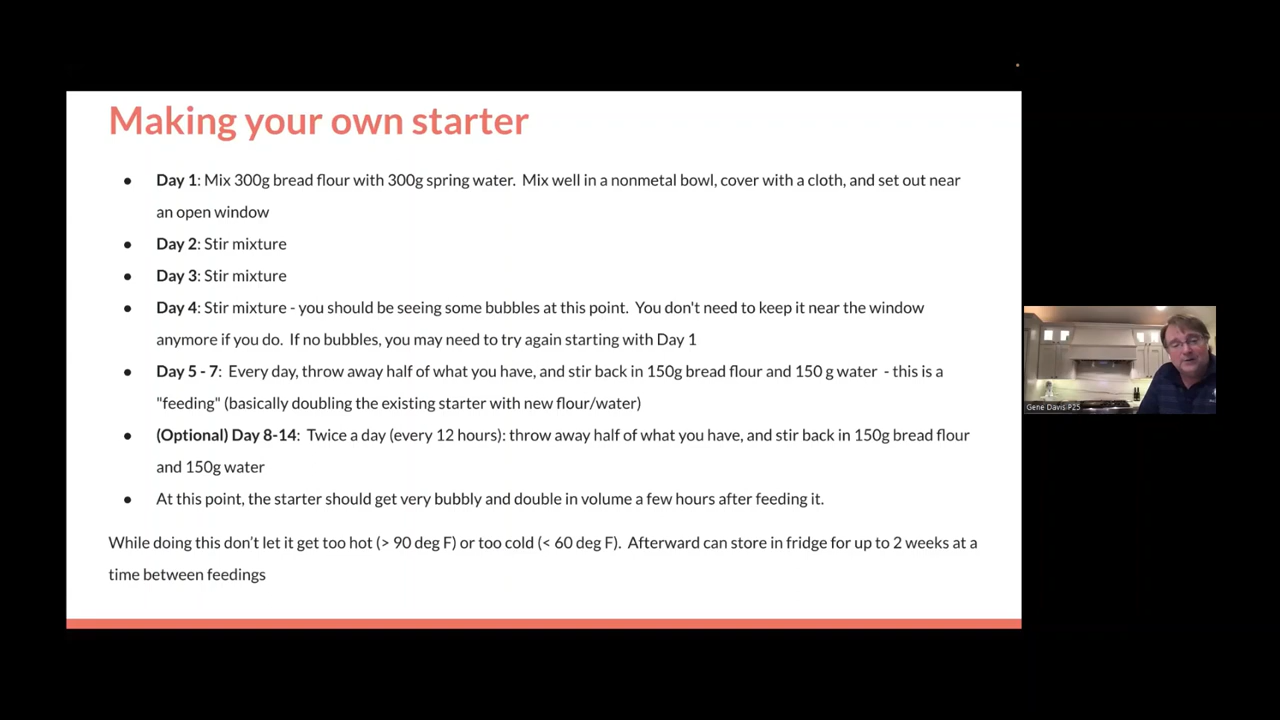 Making your own starter
● Day 1: Mix 300g bread flour with 300g spring water.  Mix well in a nonmetal bowl, cover with a cloth, and set out near
an open window
● Day 2: Stir mixture
● Day 3: Stir mixture
● Day 4: Stir mixture - you should be seeing some bubbles at this point.  You don't need to keep it near the window
anymore if you do.  If no bubbles, you may need to try again starting with Day 1
● Day 5 - 7:  Every day, throw away half of what you have, and stir back in 150g bread flour and 150 g water  - this is a
"feeding" (basically doubling the existing starter with new flour/water)
● (Optional) Day 8-14:  Twice a day (every 12 hours): throw away half of what you have, and stir back in 150g bread flour
and 150g water
● At this point, the starter should get very bubbly and double in volume a few hours after feeding it.
While doing this don't let it get too hot (> 90 deg F) or too cold (< 60 deg F).  Afterward can store in fridge for up to 2 weeks at a
time between feedings
Gene Davis P25